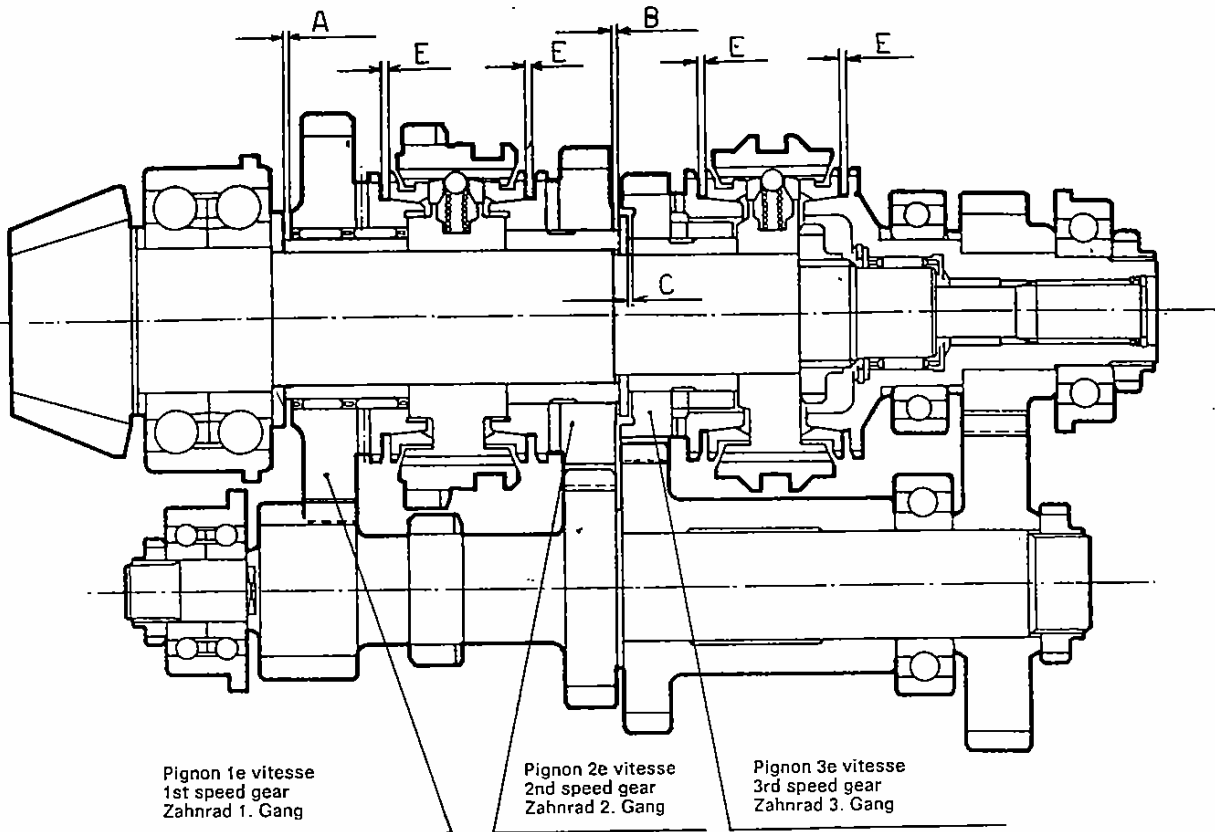 A
B
E
E
E
E
C
Pignon 1e vitesse
1st speed gear
Zahnrad 1. Gang
Pignon 2e vitesse
2nd speed gear
Zahnrad 2. Gang
Pignon 3e vitesse
3rd speed gear
Zahnrad 3. Gang